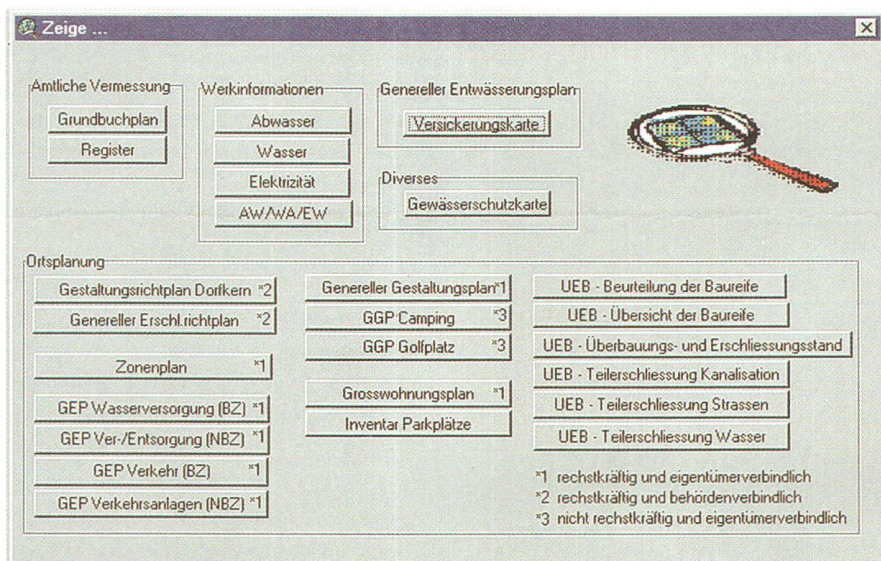 Zeige ...
Amtliche Vermessung
Grundbuchplan
Register
Werkinformationen
Abwasser
Wasser
Elektrizität
AW/WA/EW
Genereller Entwässerungsplan
Versickerungskarte
Diverses
Gewässerschutzkarte
Ortsplanung
Gestaltungsrichtplan Dorfkern *2
Genereller Erschl.richtplan *2
Zonenplan *1
GEP Wasserversorgung (BZ) *1
GEP Ver-/Entsorgung (NBZ) *1
GEP Verkehr (BZ) *1
GEP Verkehrsanlagen (NBZ) *1
Genereller Gestaltungsplan *1
GGP Camping *3
GGP Golfplatz *3
Grosswohnungsplan *1
Inventar Parkplätze
UEB - Beurteilung der Baureife
UEB - Übersicht der Baureife
UEB - Überbauungs- und Erschliessungsstand
UEB - Teilerschliessung Kanalisation
UEB - Teilerschliessung Strassen
UEB - Teilerschliessung Wasser
*1 rechstkräftig und eigentümerverbindlich
*2 rechstkräftig und behördenverbindlich
*3 nicht rechstkräftig und eigentümerverbindlich